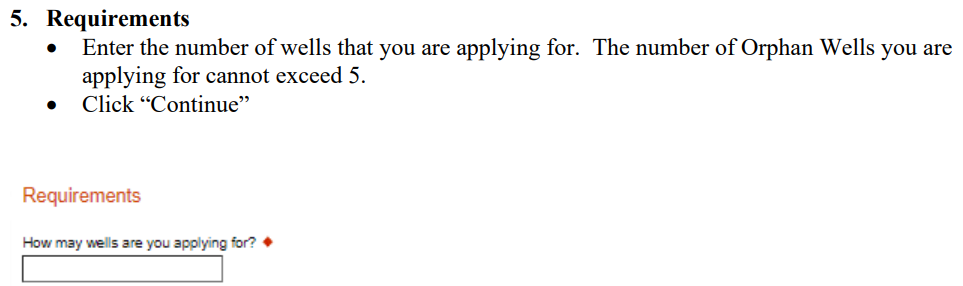 5. Requirements
• Enter the number of wells that you are applying for. The number of Orphan Wells you are
applying for cannot exceed 5.
• Click “Continue”
Requirements
How may wells are you applying for?